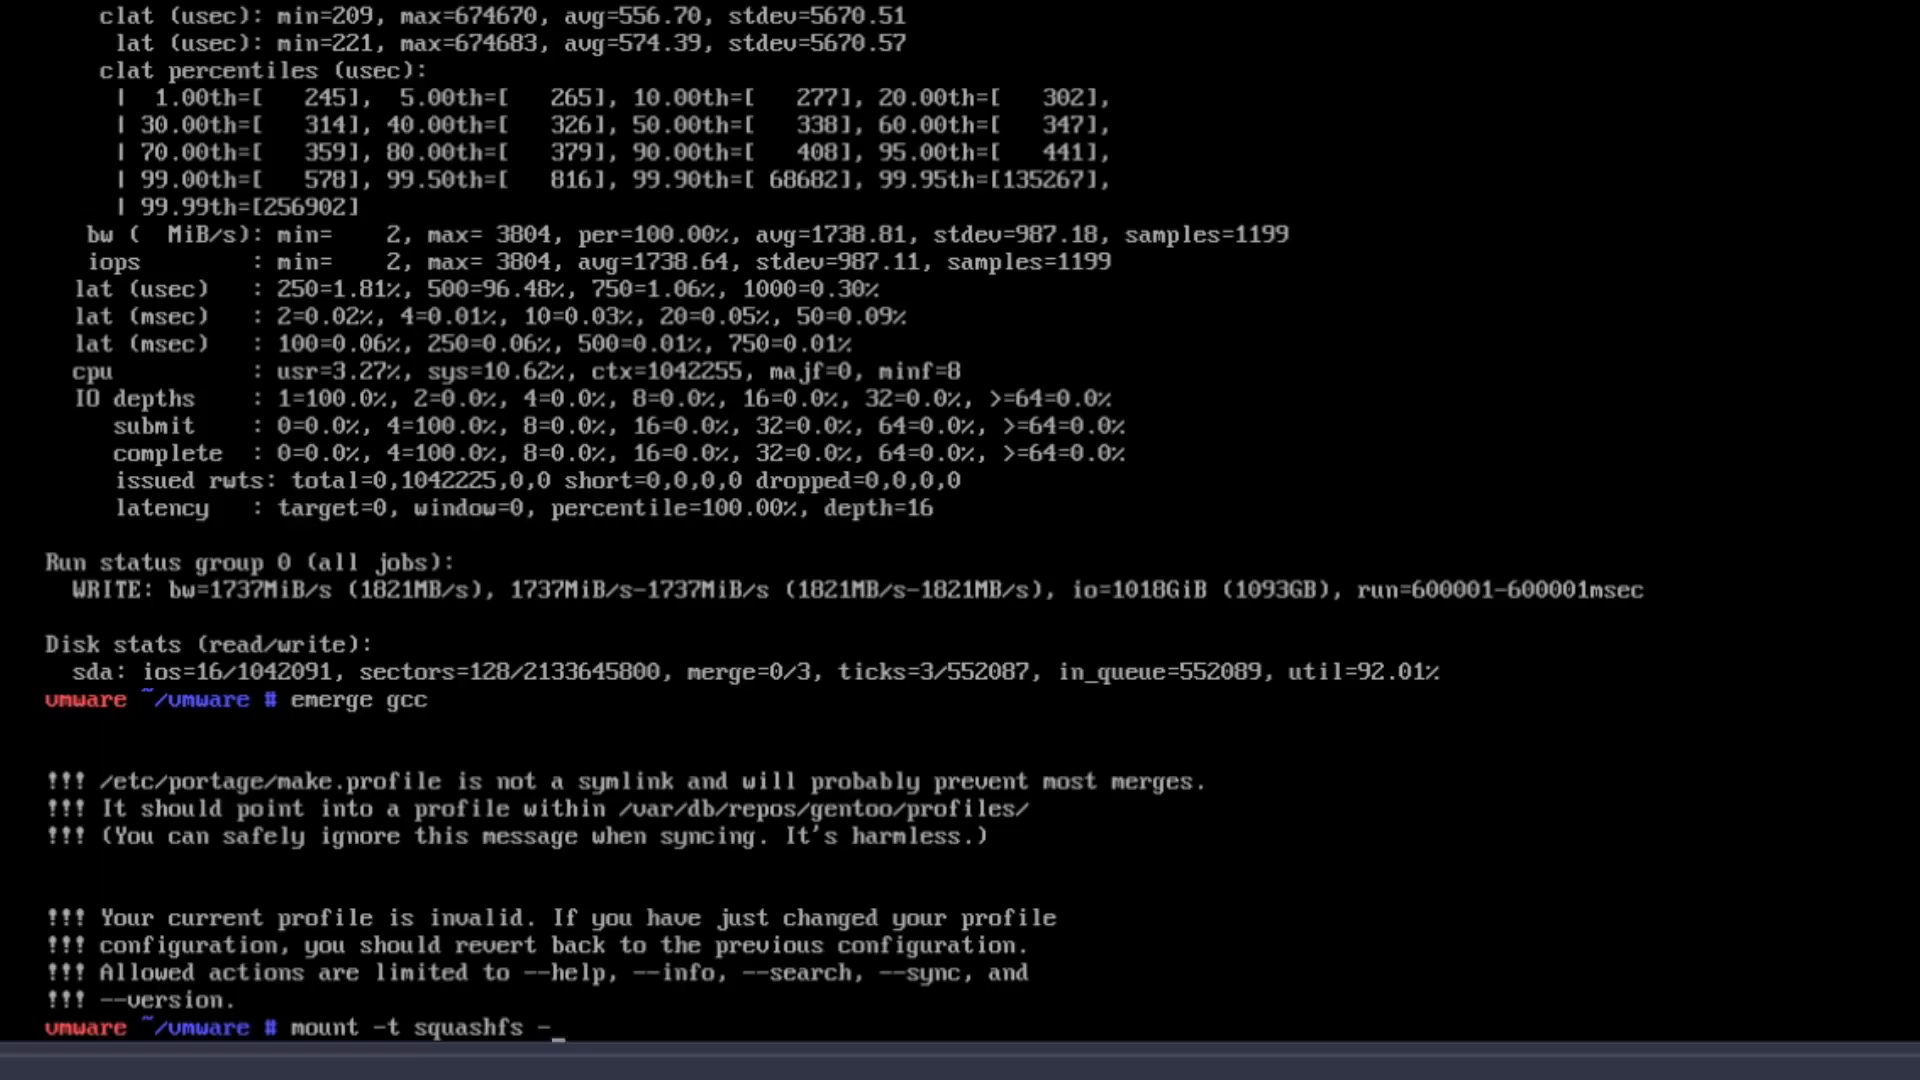 clat (usec): min=209, max=674670, avg=556.70, stdev=5670.51
lat (usec): min=221, max=674683, avg=574.39, stdev=5670.57
clat percentiles (usec):
| 1.00th=[ 245], 5.00th=[ 265], 10.00th=[ 277], 20.00th=[ 302],
| 30.00th=[ 314], 40.00th=[ 326], 50.00th=[ 338], 60.00th=[ 347],
| 70.00th=[ 359], 80.00th=[ 379], 90.00th=[ 408], 95.00th=[ 441],
| 99.00th=[ 578], 99.50th=[ 816], 99.90th=[ 68682], 99.95th=[135267],
| 99.99th=[256902]
bw ( MiB/s): min= 2, max= 3804, per=100.00%, avg=1738.81, stdev=987.18, samples=1199
iops : min= 2, max= 3804, avg=1738.64, stdev=987.11, samples=1199
lat (usec) : 250=1.81%, 500=96.48%, 750=1.06%, 1000=0.30%
lat (msec) : 2=0.02%, 4=0.01%, 10=0.03%, 20=0.05%, 50=0.09%
lat (msec) : 100=0.06%, 250=0.06%, 500=0.01%, 750=0.01%
cpu : usr=3.27%, sys=10.62%, ctx=1042255, majf=0, minf=8
IO depths : 1=100.0%, 2=0.0%, 4=0.0%, 8=0.0%, 16=0.0%, 32=0.0%, >=64=0.0%
submit : 0=0.0%, 4=100.0%, 8=0.0%, 16=0.0%, 32=0.0%, 64=0.0%, >=64=0.0%
complete : 0=0.0%, 4=100.0%, 8=0.0%, 16=0.0%, 32=0.0%, 64=0.0%, >=64=0.0%
issued rwts: total=0,1042225,0,0 short=0,0,0,0 dropped=0,0,0,0
latency : target=0, window=0, percentile=100.00%, depth=16
Run status group 0 (all jobs):
WRITE: bw=1737MiB/s (1821MB/s), 1737MiB/s-1737MiB/s (1821MB/s-1821MB/s), io=1018GiB (1093GB), run=600001-600001msec
Disk stats (read/write):
sda: ios=16/1042091, sectors=128/2133645800, merge=0/3, ticks=3/552087, in_queue=552089, util=92.01%
vmware ~/vmware # emerge gcc
!!! /etc/portage/make.profile is not a symlink and will probably prevent most merges.
!!! It should point into a profile within /var/db/repos/gentoo/profiles/
!!! (You can safely ignore this message when syncing. It's harmless.)
!!! Your current profile is invalid. If you have just changed your profile
!!! configuration, you should revert back to the previous configuration.
!!! Allowed actions are limited to --help, --info, --search, --sync, and
!!! --version.
vmware ~/vmware # mount -t squashfs -_